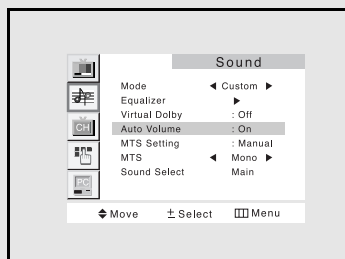 Sound
Mode ◀ Custom ▶
Equalizer ▶
Virtual Dolby : Off
Auto Volume : On
MTS Setting : Manual
MTS ◀ Mono ▶
Sound Select Main
CH
PC
Move ± Select Menu